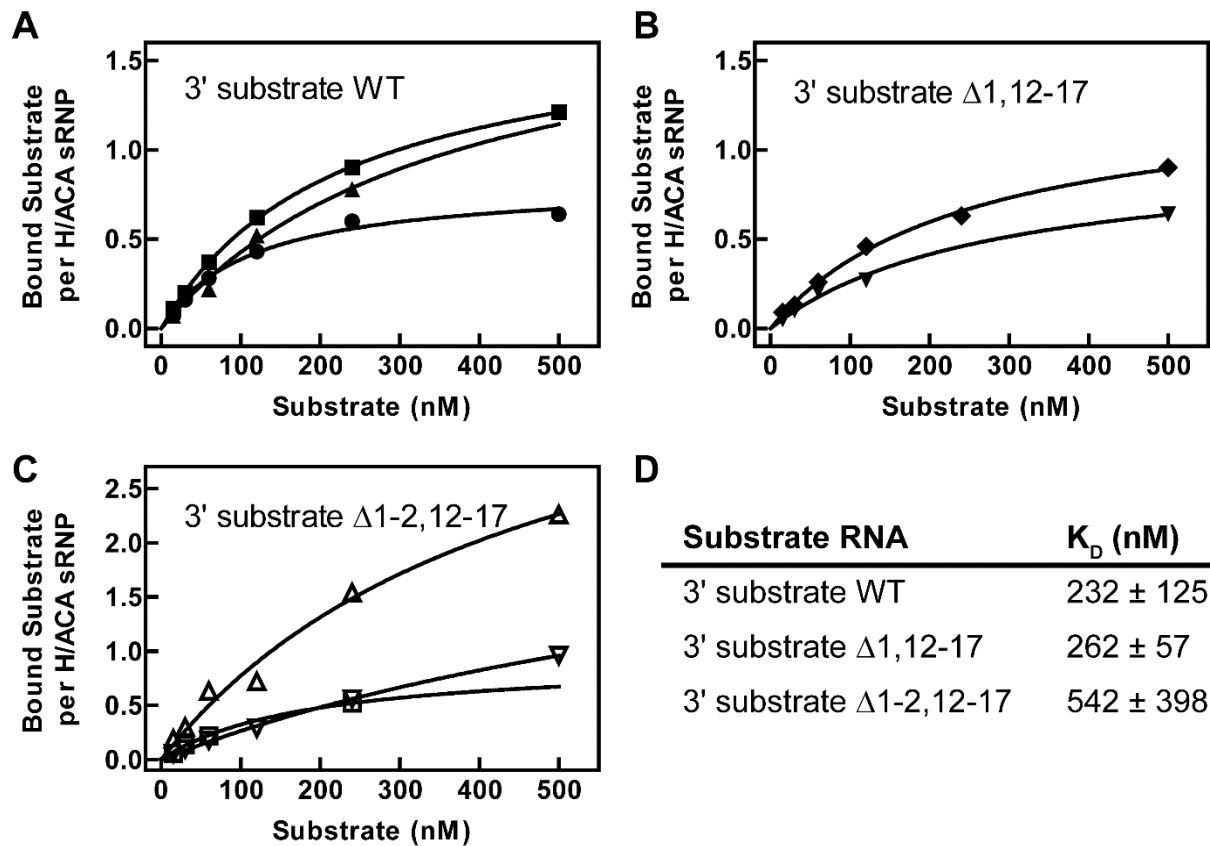 A
Bound Substrate
per H/ACA sRNP
1.5
1.0
0.5
0.0
3' substrate WT
0 100 200 300 400 500
Substrate (nM)
B
Bound Substrate
per H/ACA sRNP
1.5
1.0
0.5
0.0
3' substrate Δ1,12-17
0 100 200 300 400 500
Substrate (nM)
C
Bound Substrate
per H/ACA sRNP
2.5
2.0
1.5
1.0
0.5
0.0
3' substrate Δ1-2,12-17
0 100 200 300 400 500
Substrate (nM)
D
Substrate RNA K_D (nM)
3' substrate WT 232 ± 125
3' substrate Δ1,12-17 262 ± 57
3' substrate Δ1-2,12-17 542 ± 398